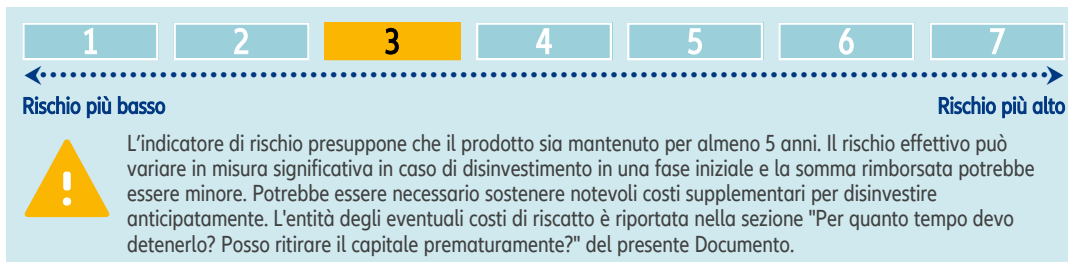 1 2 3 4 5 6 7
Rischio più basso Rischio più alto
L'indicatore di rischio presuppone che il prodotto sia mantenuto per almeno 5 anni. Il rischio effettivo può
variare in misura significativa in caso di disinvestimento in una fase iniziale e la somma rimborsata potrebbe
essere minore. Potrebbe essere necessario sostenere notevoli costi supplementari per disinvestire
anticipatamente. L'entità degli eventuali costi di riscatto è riportata nella sezione "Per quanto tempo devo
detenerlo? Posso ritirare il capitale prematuramente?" del presente Documento.